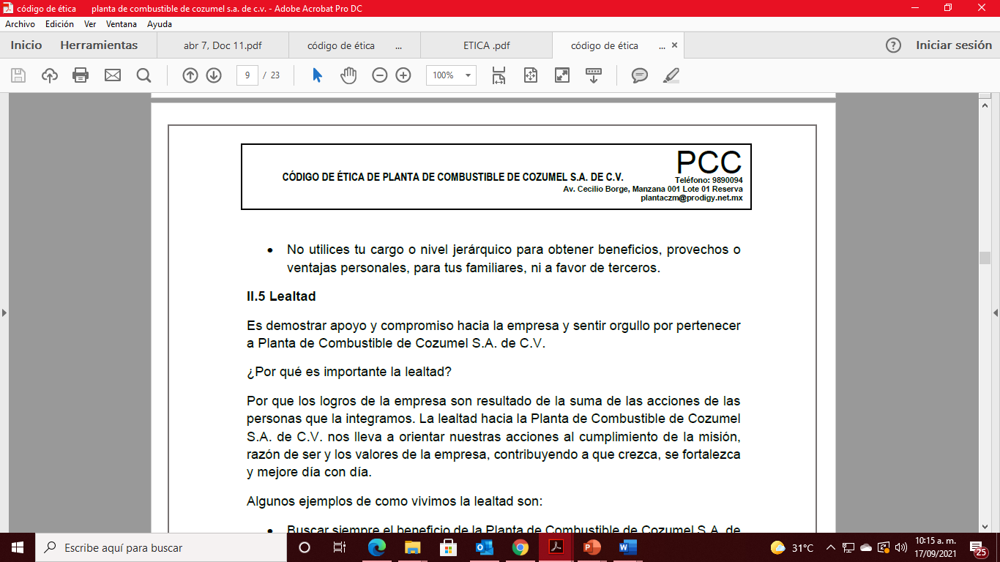 código de ética planta de combustible de cozumel s.a. de c.v. - Adobe Acrobat Pro DC
Archivo Edición Ver Ventana Ayuda
Inicio Herramientas abr 7, Doc 11.pdf código de ética ... ETICA .pdf código de ética ... × ? Iniciar sesión
9 / 23 100%
PCC
CÓDIGO DE ÉTICA DE PLANTA DE COMBUSTIBLE DE COZUMEL S.A. DE C.V. Teléfono: 9890094
Av. Cecilio Borge, Manzana 001 Lote 01 Reserva
plantaczm@prodigy.net.mx
• No utilices tu cargo o nivel jerárquico para obtener beneficios, provechos o
ventajas personales, para tus familiares, ni a favor de terceros.
II.5 Lealtad
Es demostrar apoyo y compromiso hacia la empresa y sentir orgullo por pertenecer
a Planta de Combustible de Cozumel S.A. de C.V.
¿Por qué es importante la lealtad?
Por que los logros de la empresa son resultado de la suma de las acciones de las
personas que la integramos. La lealtad hacia la Planta de Combustible de Cozumel
S.A. de C.V. nos lleva a orientar nuestras acciones al cumplimiento de la misión,
razón de ser y los valores de la empresa, contribuyendo a que crezca, se fortalezca
y mejore día con día.
Algunos ejemplos de como vivimos la lealtad son:
• Buscar siempre el beneficio de la Planta de Combustible de Cozumel S.A. de
Escribe aquí para buscar 31°C 10:15 a. m.
17/09/2021 25